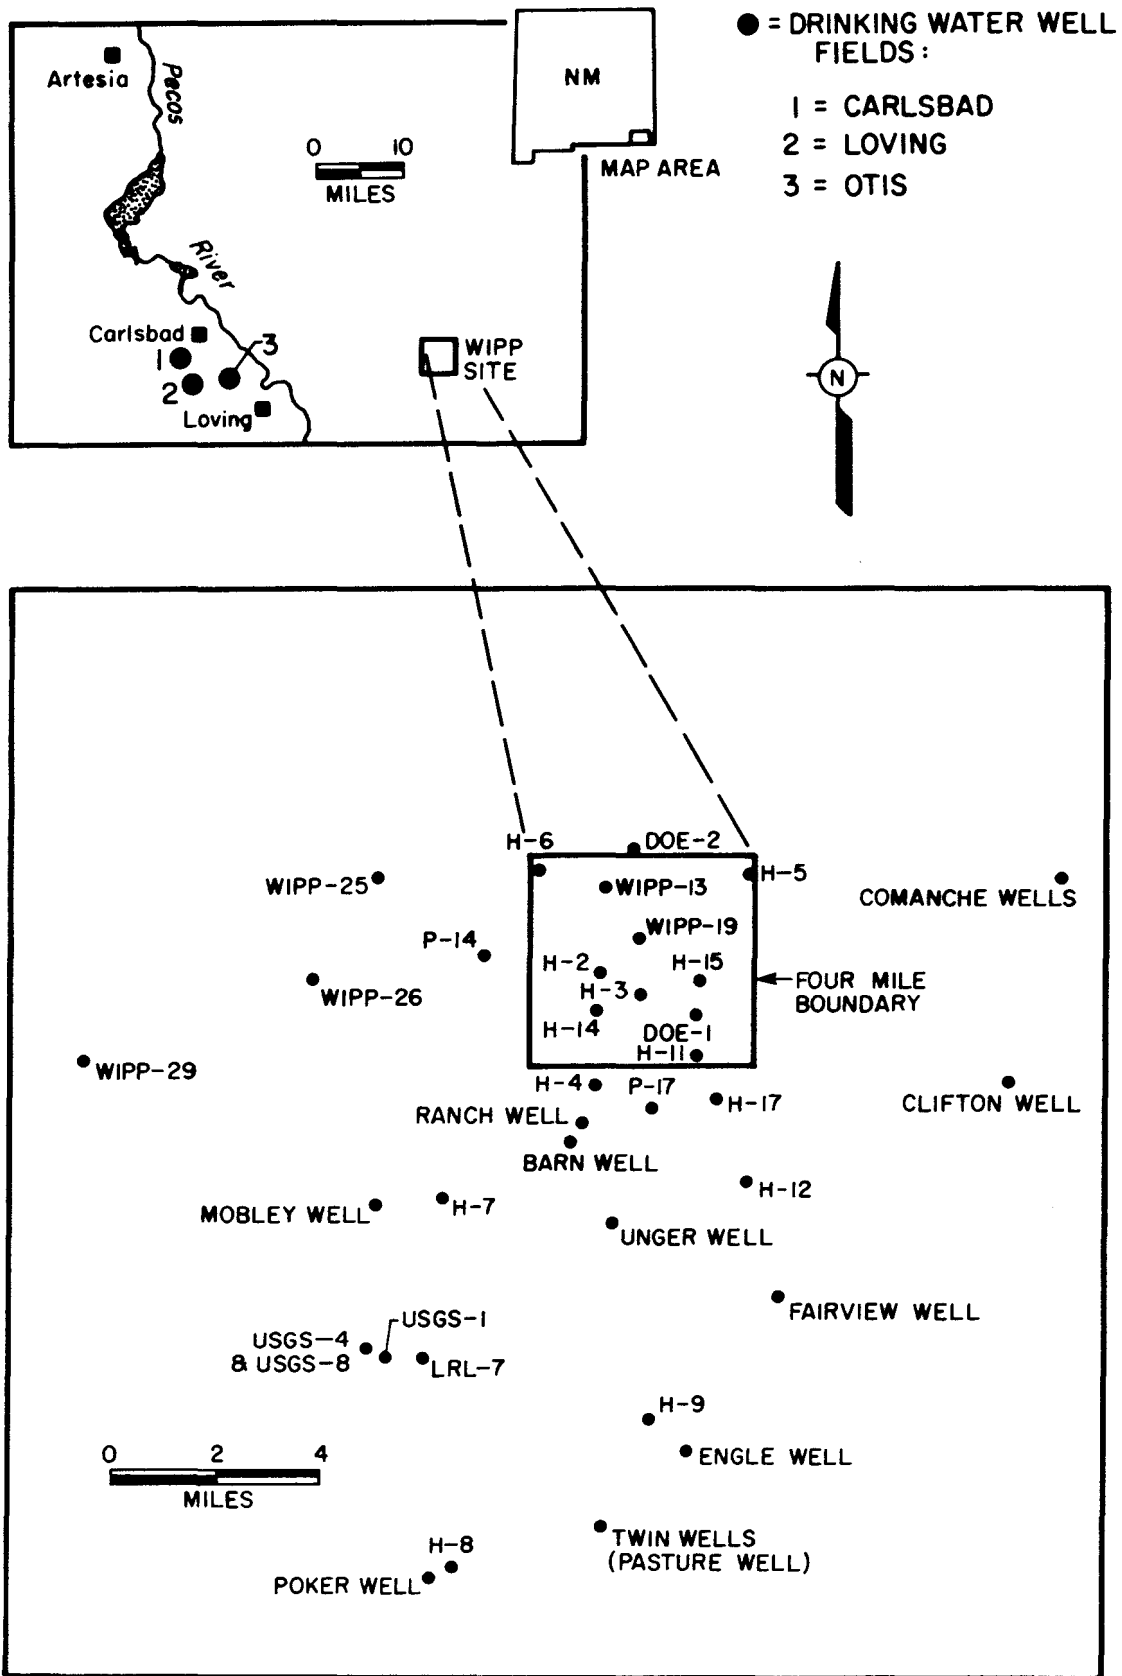 Artesia
Pecos
River
0 10
MILES
NM
MAP AREA
Carlsbad
1
2
3
Loving
WIPP
SITE
● = DRINKING WATER WELL
FIELDS:
1 = CARLSBAD
2 = LOVING
3 = OTIS
N
H-6
DOE-2
WIPP-25
WIPP-13
H-5
COMANCHE WELLS
P-14
WIPP-19
H-2
H-15
WIPP-26
H-3
FOUR MILE
BOUNDARY
H-14
DOE-1
H-11
WIPP-29
H-4
P-17
H-17
CLIFTON WELL
RANCH WELL
BARN WELL
H-12
MOBLEY WELL
H-7
UNGER WELL
FAIRVIEW WELL
USGS-1
USGS-4
& USGS-8
LRL-7
H-9
ENGLE WELL
0 2 4
MILES
TWIN WELLS
(PASTURE WELL)
H-8
POKER WELL